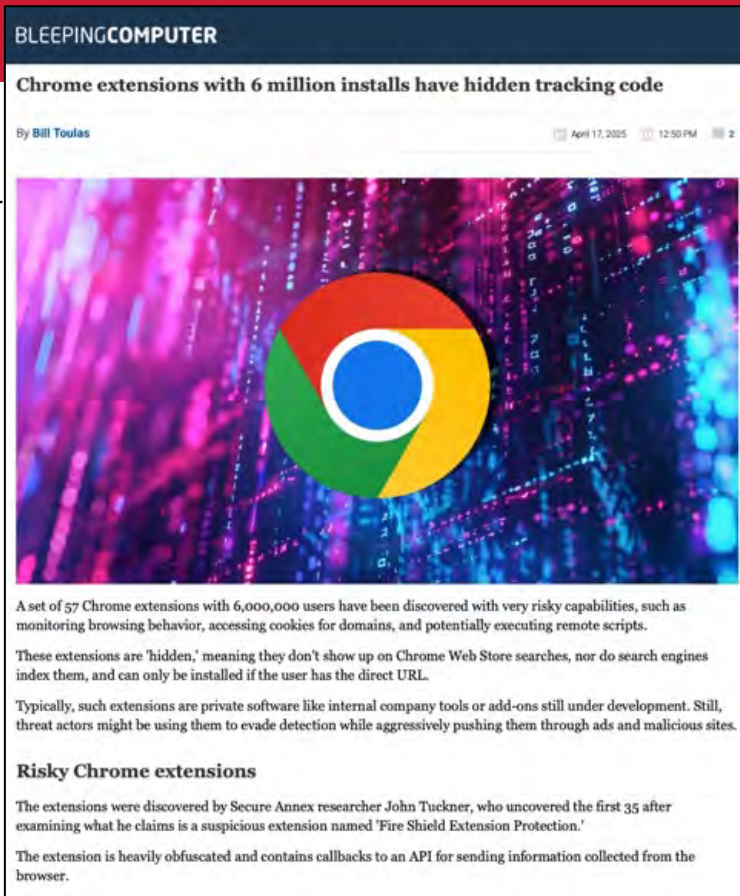 BLEEPINGCOMPUTER
Chrome extensions with 6 million installs have hidden tracking code
By Bill Toulas
April 17, 2025 12:50 PM 2
A set of 57 Chrome extensions with 6,000,000 users have been discovered with very risky capabilities, such as
monitoring browsing behavior, accessing cookies for domains, and potentially executing remote scripts.
These extensions are 'hidden,' meaning they don't show up on Chrome Web Store searches, nor do search engines
index them, and can only be installed if the user has the direct URL.
Typically, such extensions are private software like internal company tools or add-ons still under development. Still,
threat actors might be using them to evade detection while aggressively pushing them through ads and malicious sites.
Risky Chrome extensions
The extensions were discovered by Secure Annex researcher John Tuckner, who uncovered the first 35 after
examining what he claims is a suspicious extension named 'Fire Shield Extension Protection.'
The extension is heavily obfuscated and contains callbacks to an API for sending information collected from the
browser.